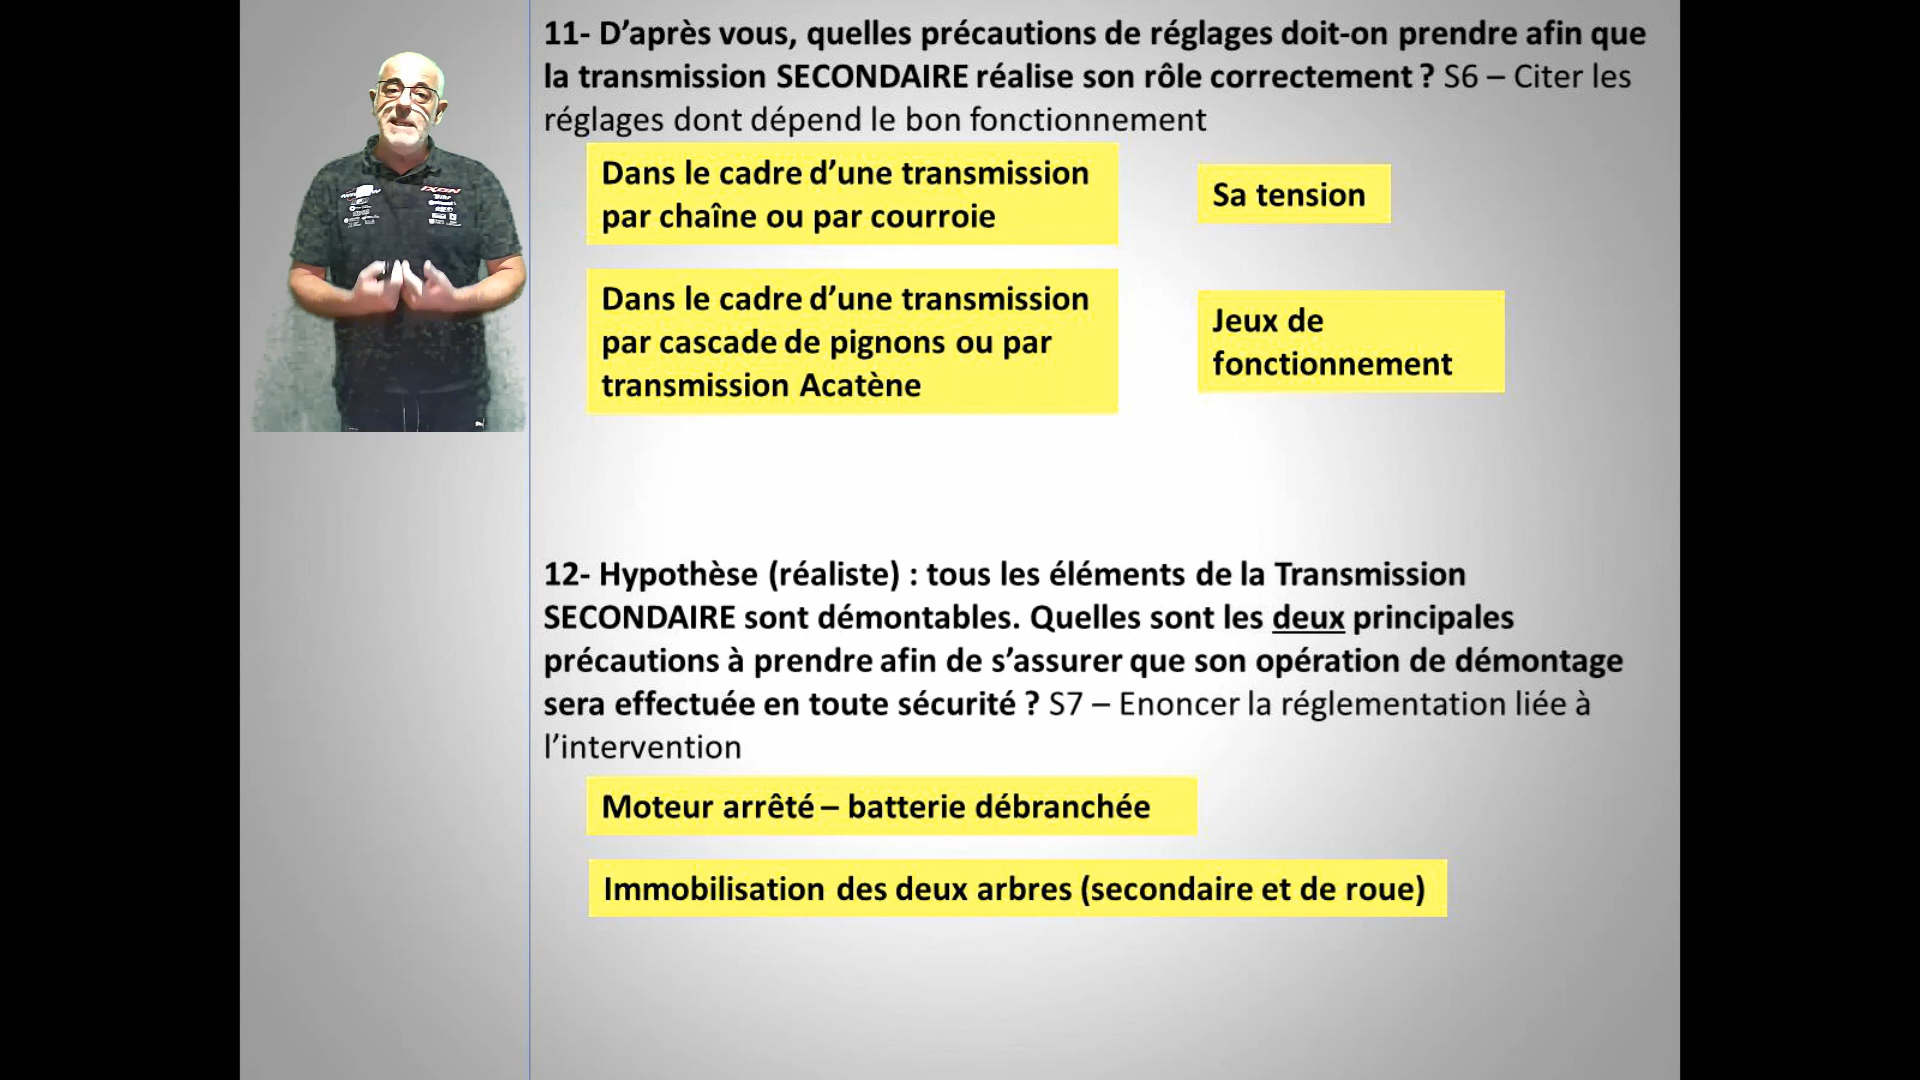 11- D’après vous, quelles précautions de réglages doit-on prendre afin que
la transmission SECONDAIRE réalise son rôle correctement ? S6 – Citer les
réglages dont dépend le bon fonctionnement
Dans le cadre d’une transmission
par chaîne ou par courroie
Sa tension
Dans le cadre d’une transmission
par cascade de pignons ou par
transmission Acatène
Jeux de
fonctionnement
12- Hypothèse (réaliste) : tous les éléments de la Transmission
SECONDAIRE sont démontables. Quelles sont les deux principales
précautions à prendre afin de s’assurer que son opération de démontage
sera effectuée en toute sécurité ? S7 – Enoncer la réglementation liée à
l’intervention
Moteur arrêté – batterie débranchée
Immobilisation des deux arbres (secondaire et de roue)
IXON